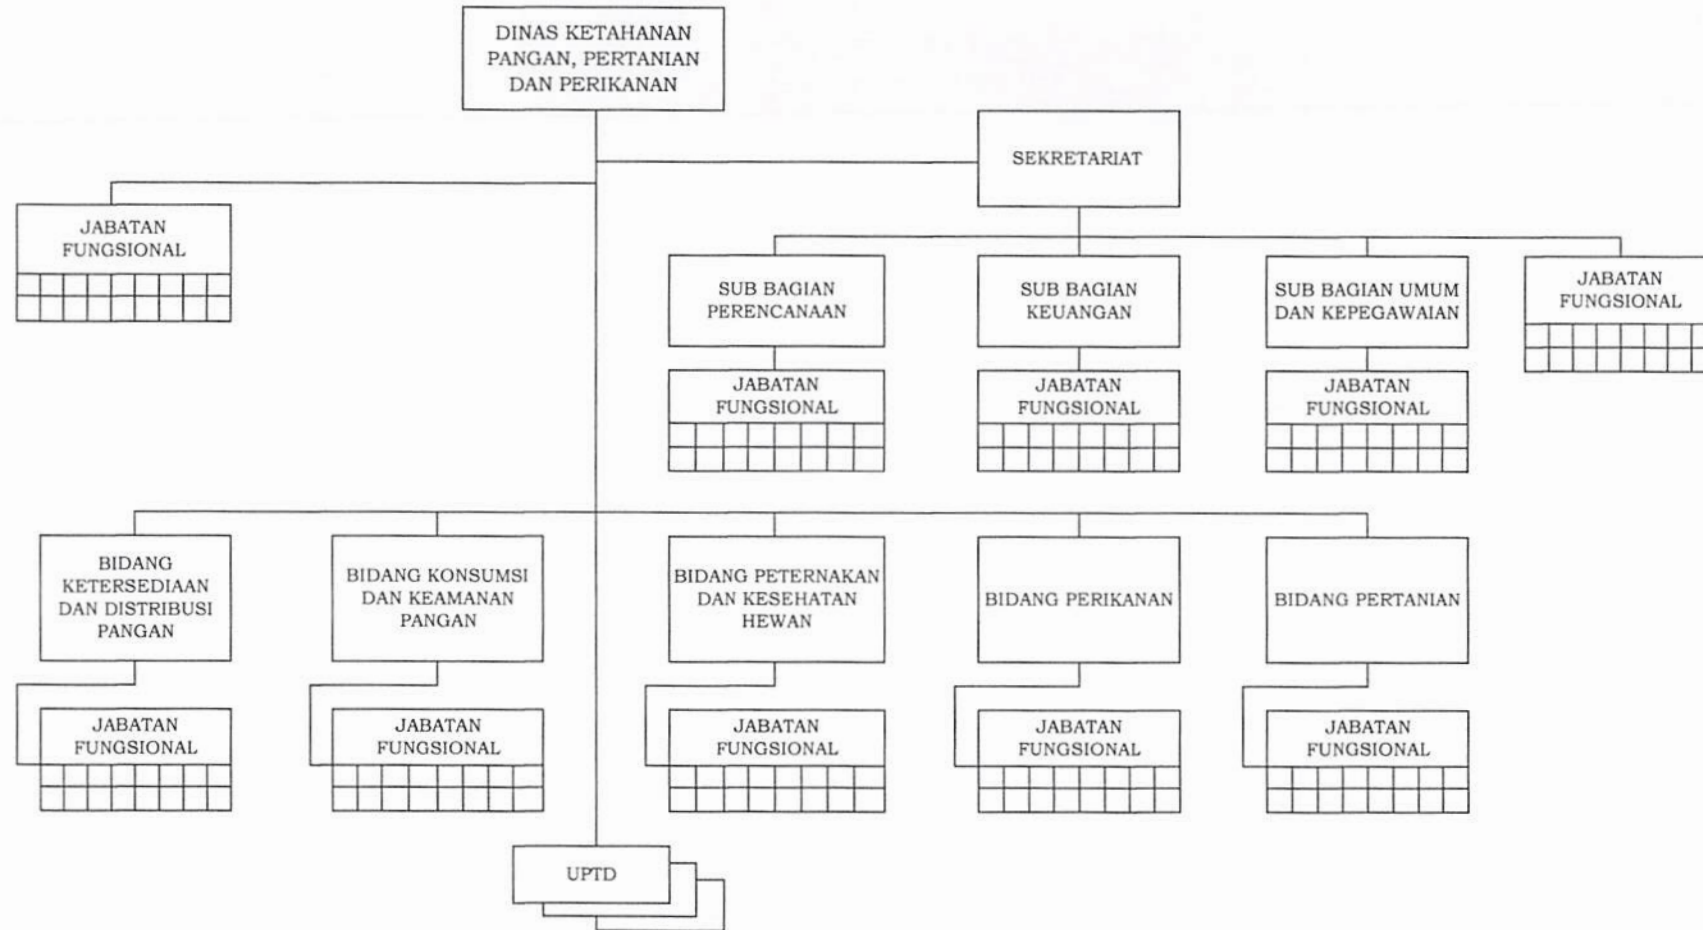 DINAS KETAHANAN
PANGAN, PERTANIAN
DAN PERIKANAN
SEKRETARIAT
JABATAN
FUNGSIONAL
SUB BAGIAN
PERENCANAAN
SUB BAGIAN
KEUANGAN
SUB BAGIAN UMUM
DAN KEPEGAWAIAN
JABATAN
FUNGSIONAL
JABATAN
FUNGSIONAL
JABATAN
FUNGSIONAL
JABATAN
FUNGSIONAL
BIDANG
KETERSEDIAAN
DAN DISTRIBUSI
PANGAN
BIDANG KONSUMSI
DAN KEAMANAN
PANGAN
BIDANG PETERNAKAN
DAN KESEHATAN
HEWAN
BIDANG PERIKANAN
BIDANG PERTANIAN
JABATAN
FUNGSIONAL
JABATAN
FUNGSIONAL
JABATAN
FUNGSIONAL
JABATAN
FUNGSIONAL
JABATAN
FUNGSIONAL
UPTD